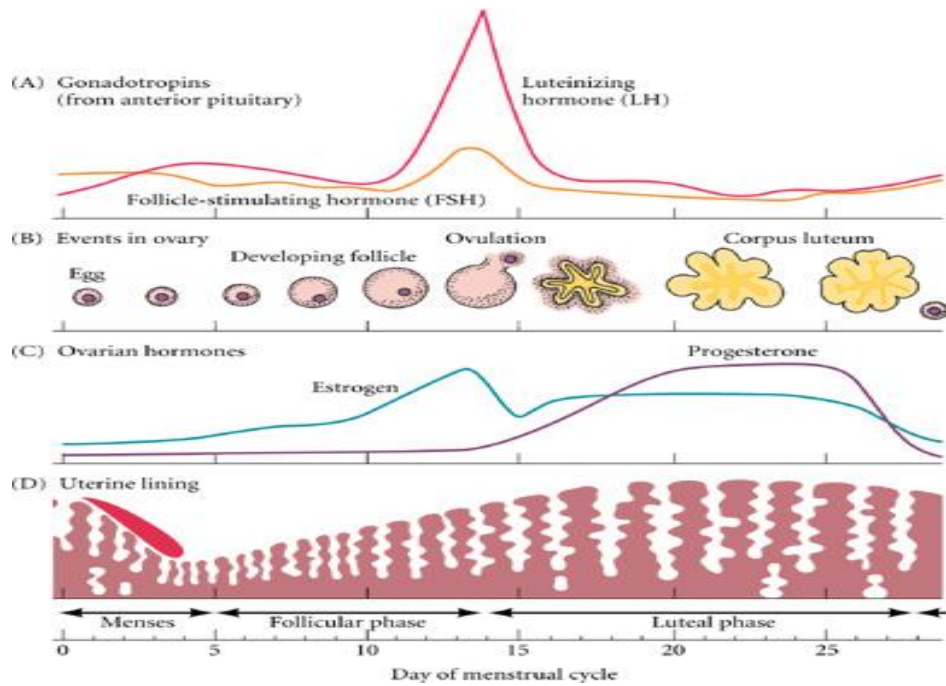 (A) Gonadotropins
(from anterior pituitary)
Luteinizing
hormone (LH)
Follicle-stimulating hormone (FSH)
(B) Events in ovary
Ovulation
Corpus luteum
Developing follicle
Egg
(C) Ovarian hormones
Progesterone
Estrogen
(D) Uterine lining
Menses
Follicular phase
Luteal phase
0 5 10 15 20 25
Day of menstrual cycle